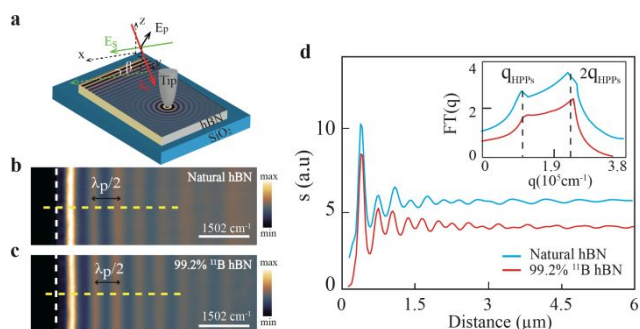 a
z
E_p
E_s
x
β
Tip
hBN
SiO₂
b
Natural hBN
λ_p/2
1502 cm⁻¹
max
min
c
99.2% ¹¹B hBN
λ_p/2
1502 cm⁻¹
max
min
d
s (a.u)
10
5
0
0
1.5
3
4.5
6
Distance (μm)
Natural hBN
99.2% ¹¹B hBN
q_HPPs
2q_HPPs
FT(q)
4
2
0
0
1.9
3.8
q(10⁵cm⁻¹)